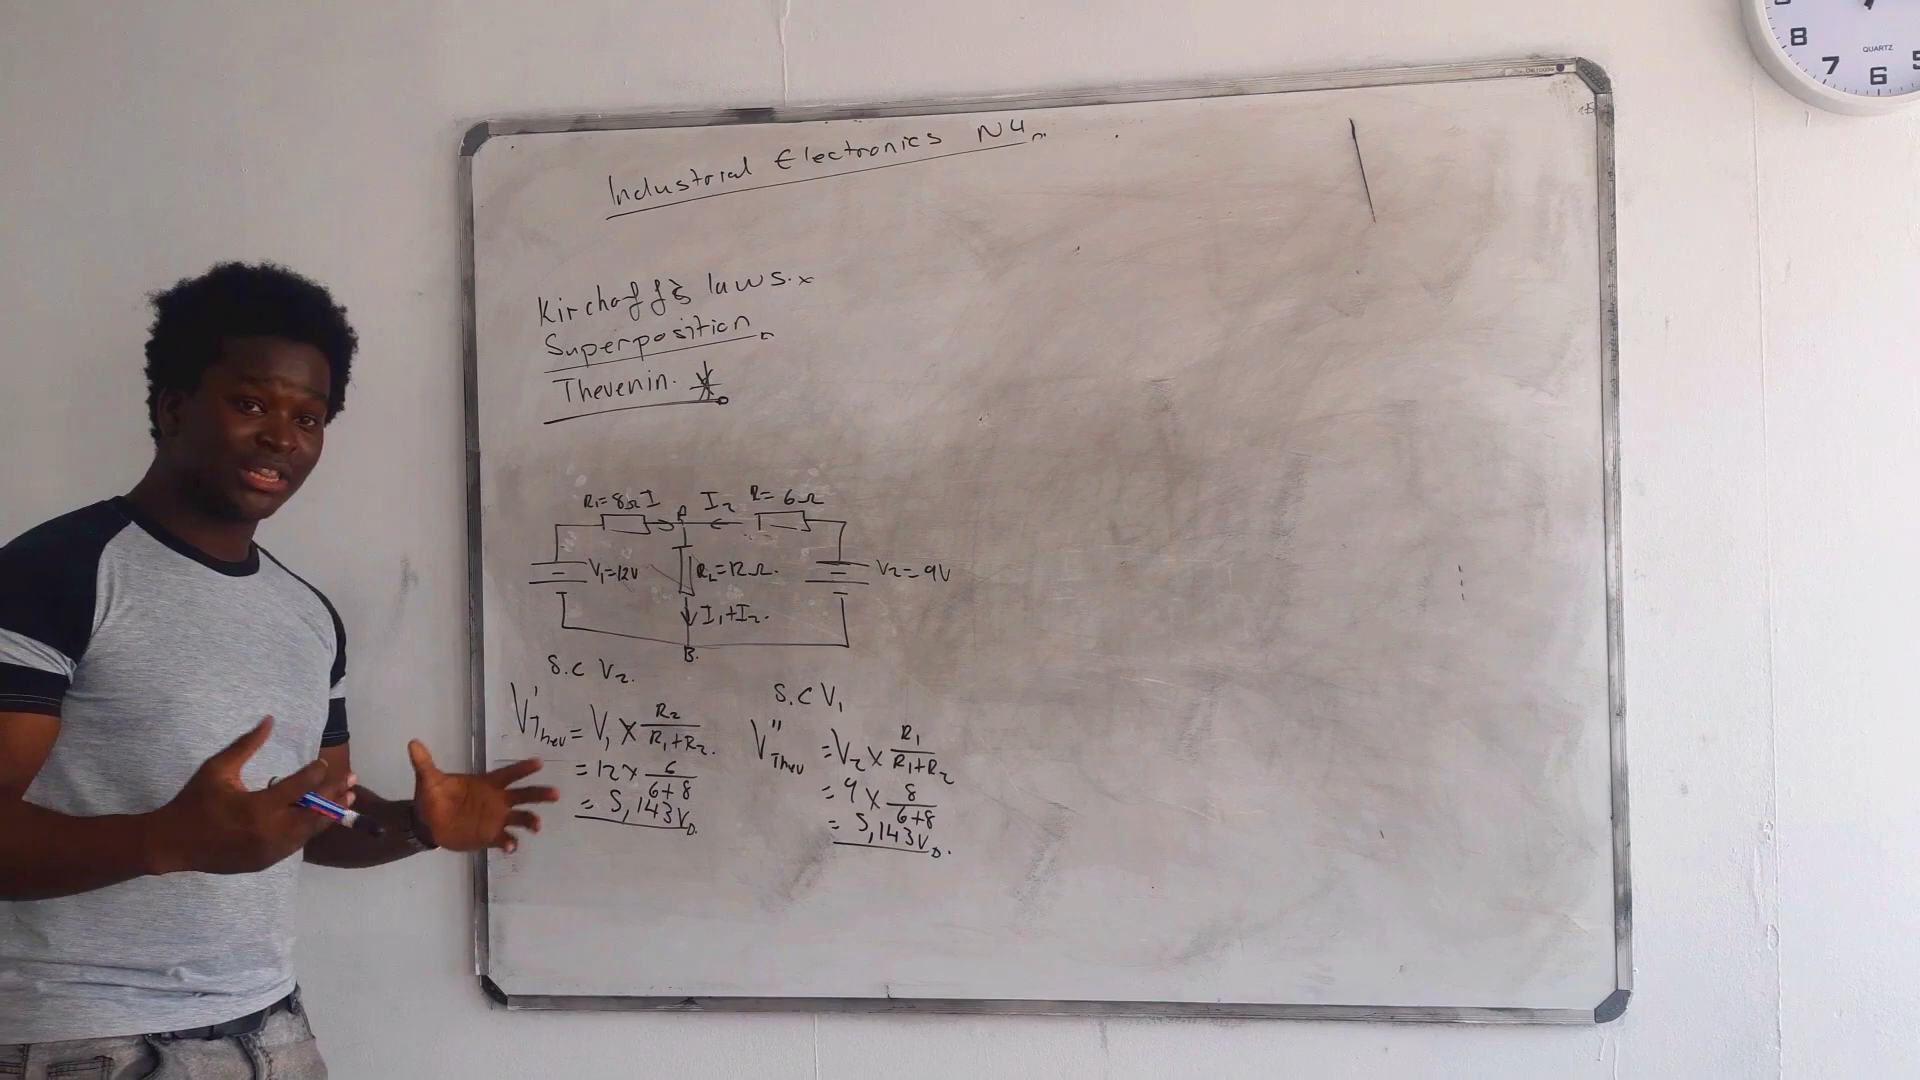 Industrial Electronics N4
Kirchoff's laws.
Superposition
Thevenin.
R1=8Ω I A I2 R= 6Ω
V1=12V R2=12Ω. V2=9V
I1+I2.
B.
S.C V2.
V'Thev = V1 × R2/R1+R2.
= 12 × 6/6+8
= 5,143V
S.C V1
V''Thev = V2 × R1/R1+R2
= 9 × 8/6+8
= 5,143V
8
7
6
5
QUARTZ